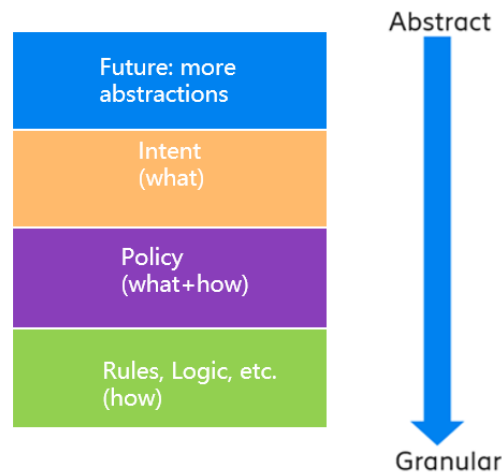 Abstract
Future: more
abstractions
Intent
(what)
Policy
(what+how)
Rules, Logic, etc.
(how)
Granular